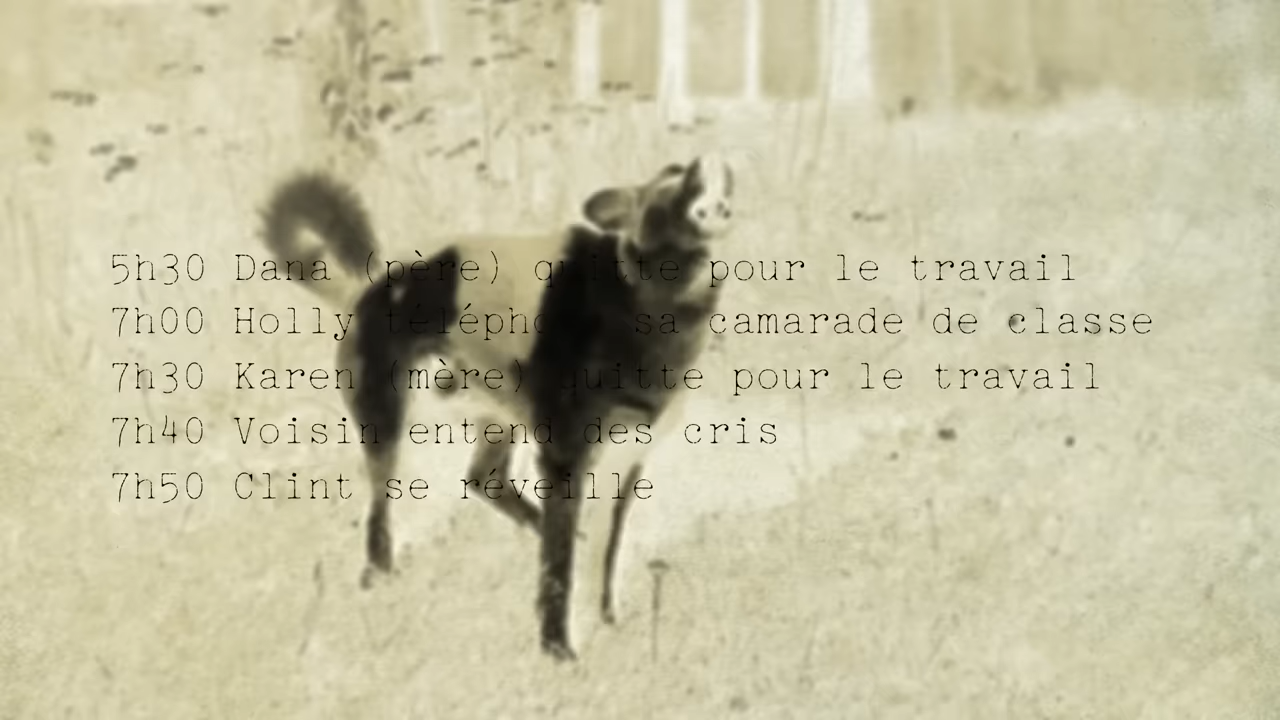 5h30 Dana (père) quitte pour le travail
7h00 Holly téléphone sa camarade de classe
7h30 Karen (mère) quitte pour le travail
7h40 Voisin entend des cris
7h50 Clint se réveille